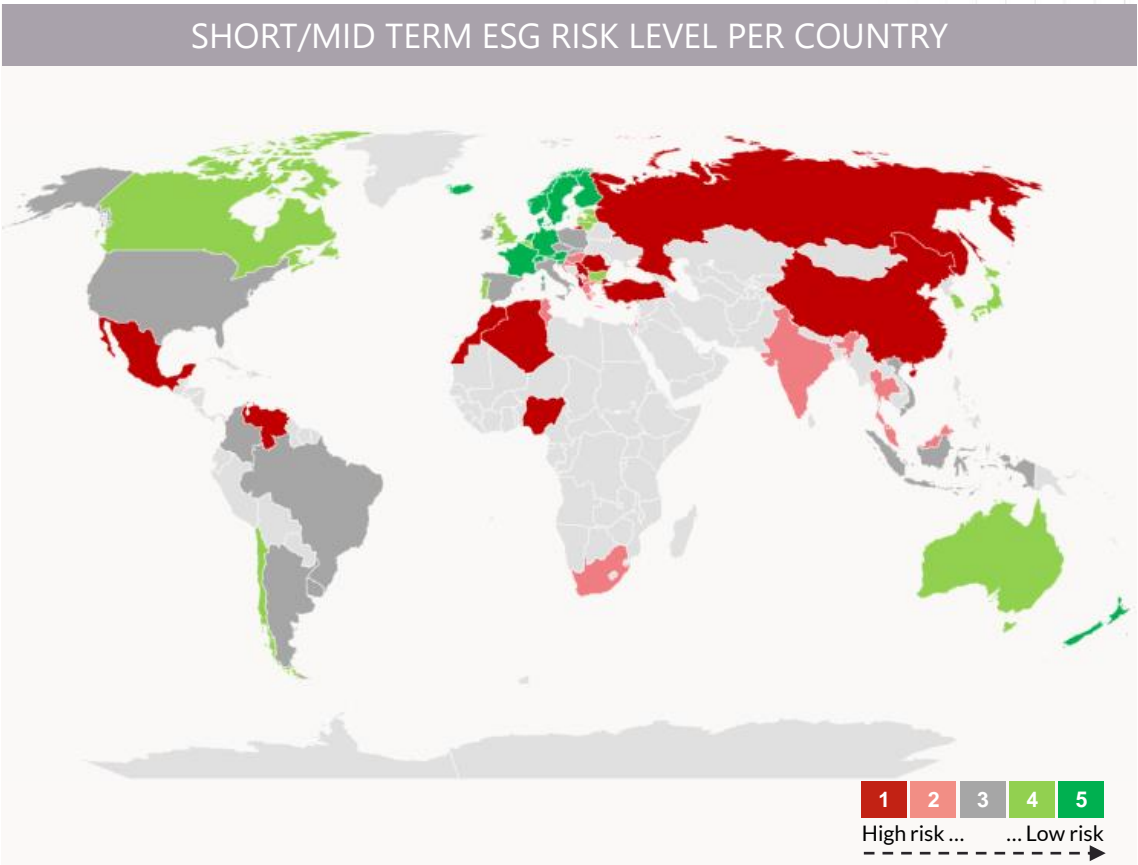 SHORT/MID TERM ESG RISK LEVEL PER COUNTRY
1 2 3 4 5
High risk ... ... Low risk